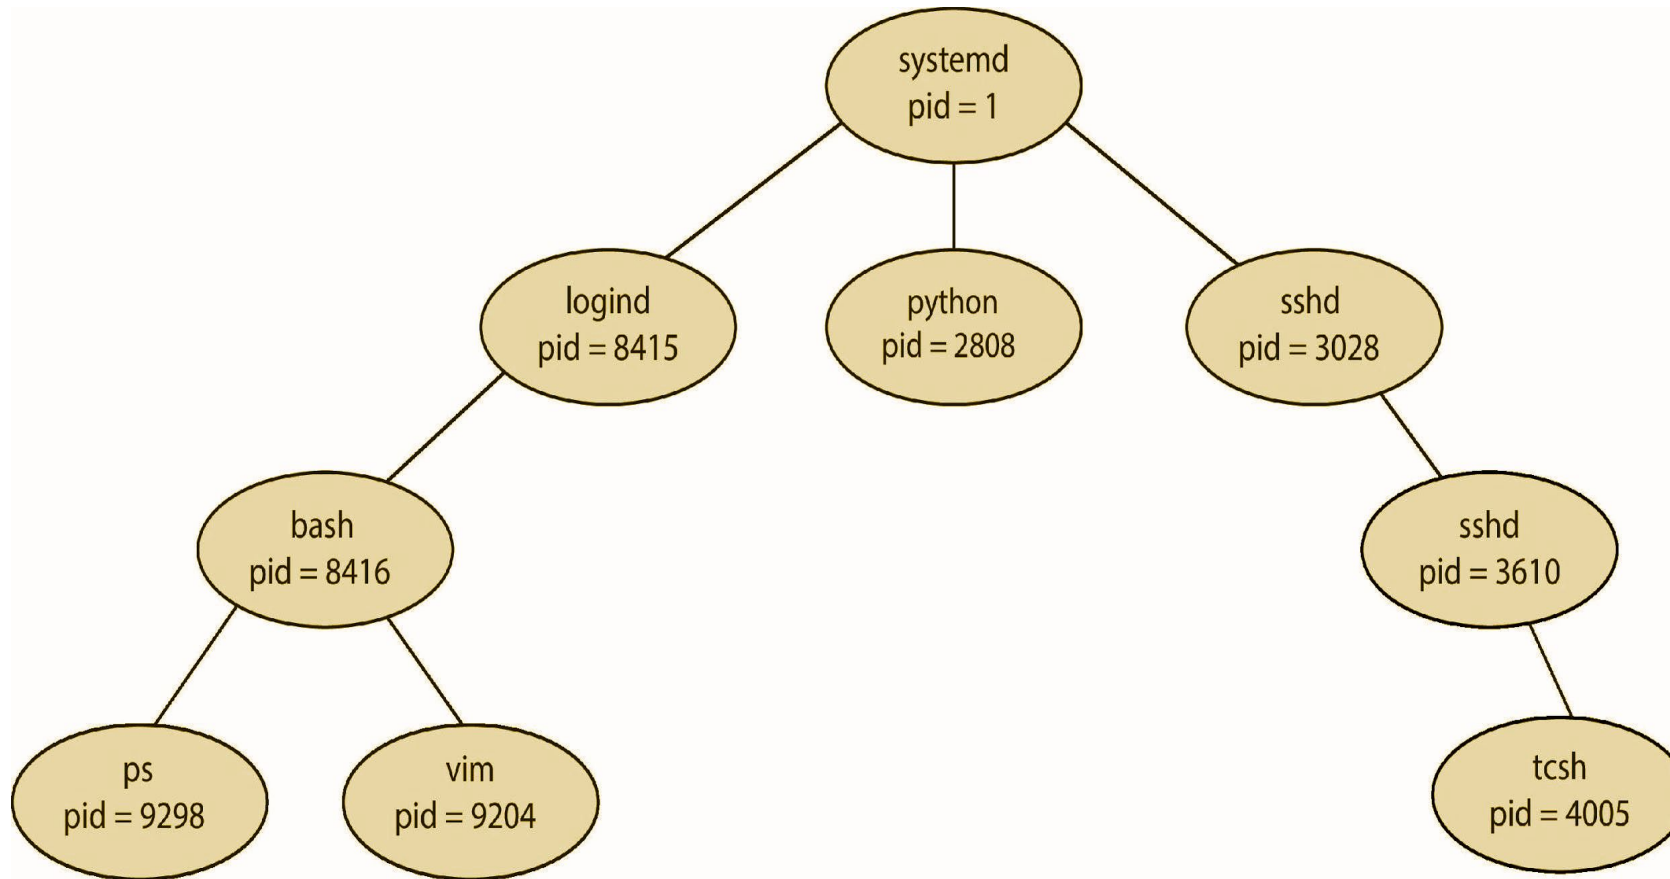 systemd
pid = 1
logind
pid = 8415
python
pid = 2808
sshd
pid = 3028
bash
pid = 8416
sshd
pid = 3610
ps
pid = 9298
vim
pid = 9204
tcsh
pid = 4005